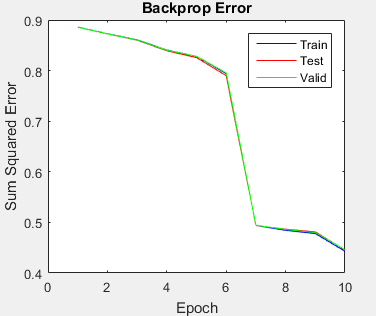 Backprop Error
Sum Squared Error
0.9
0.8
0.7
0.6
0.5
0.4
Train
Test
Valid
0 2 4 6 8 10
Epoch